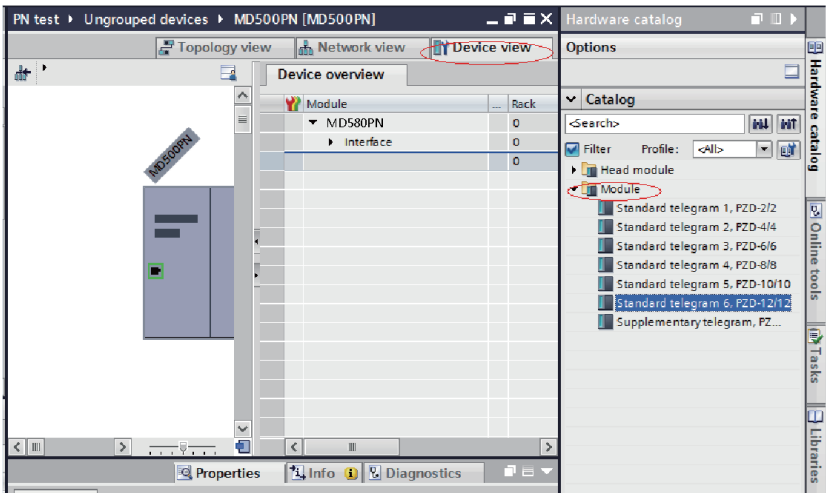 PN test ▸ Ungrouped devices ▸ MD500PN [MD500PN]
Topology view
Network view
Device view
Device overview
Module
...
Rack
MD580PN
0
Interface
0
0
MD500PN
Properties
Info
Diagnostics
Hardware catalog
Options
Catalog
<Search>
Filter
Profile:
<All>
Head module
Module
Standard telegram 1, PZD-2/2
Standard telegram 2, PZD-4/4
Standard telegram 3, PZD-6/6
Standard telegram 4, PZD-8/8
Standard telegram 5, PZD-10/10
Standard telegram 6, PZD-12/12
Supplementary telegram, PZ...
Hardware catalog
Online tools
Tasks
Libraries